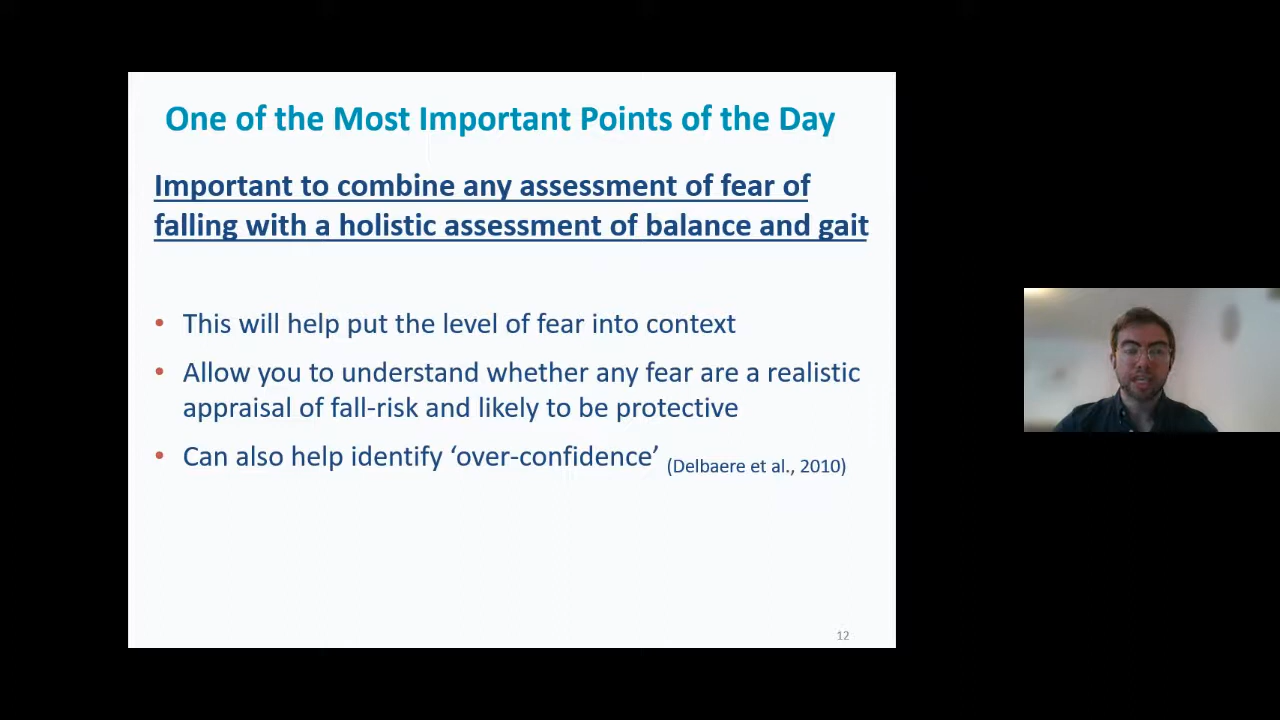 One of the Most Important Points of the Day
Important to combine any assessment of fear of
falling with a holistic assessment of balance and gait
• This will help put the level of fear into context
• Allow you to understand whether any fear are a realistic
appraisal of fall-risk and likely to be protective
• Can also help identify ‘over-confidence’ (Delbaere et al., 2010)
12